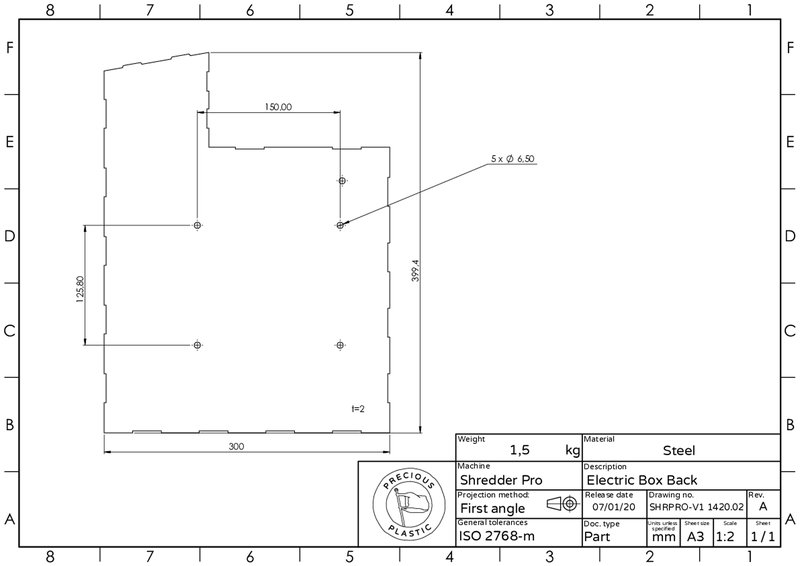 8 7 6 5 4 3 2 1
F F
E E
D D
C C
B B
A A
150,00
5 x Ø 6,50
125,80
399,4
t=2
300
Weight
1,5 kg
Material
Steel
Machine
Shredder Pro
Description
Electric Box Back
Projection method:
First angle
Release date
07/01/20
Drawing no.
SHRPRO-V1 1420.02
Rev.
A
General tolerances
ISO 2768-m
Doc. type
Part
Units unless
specified
mm
Sheet size
A3
Scale
1:2
Sheet
1 / 1
PRECIOUS
PLASTIC
8 7 6 5 4 3 2 1